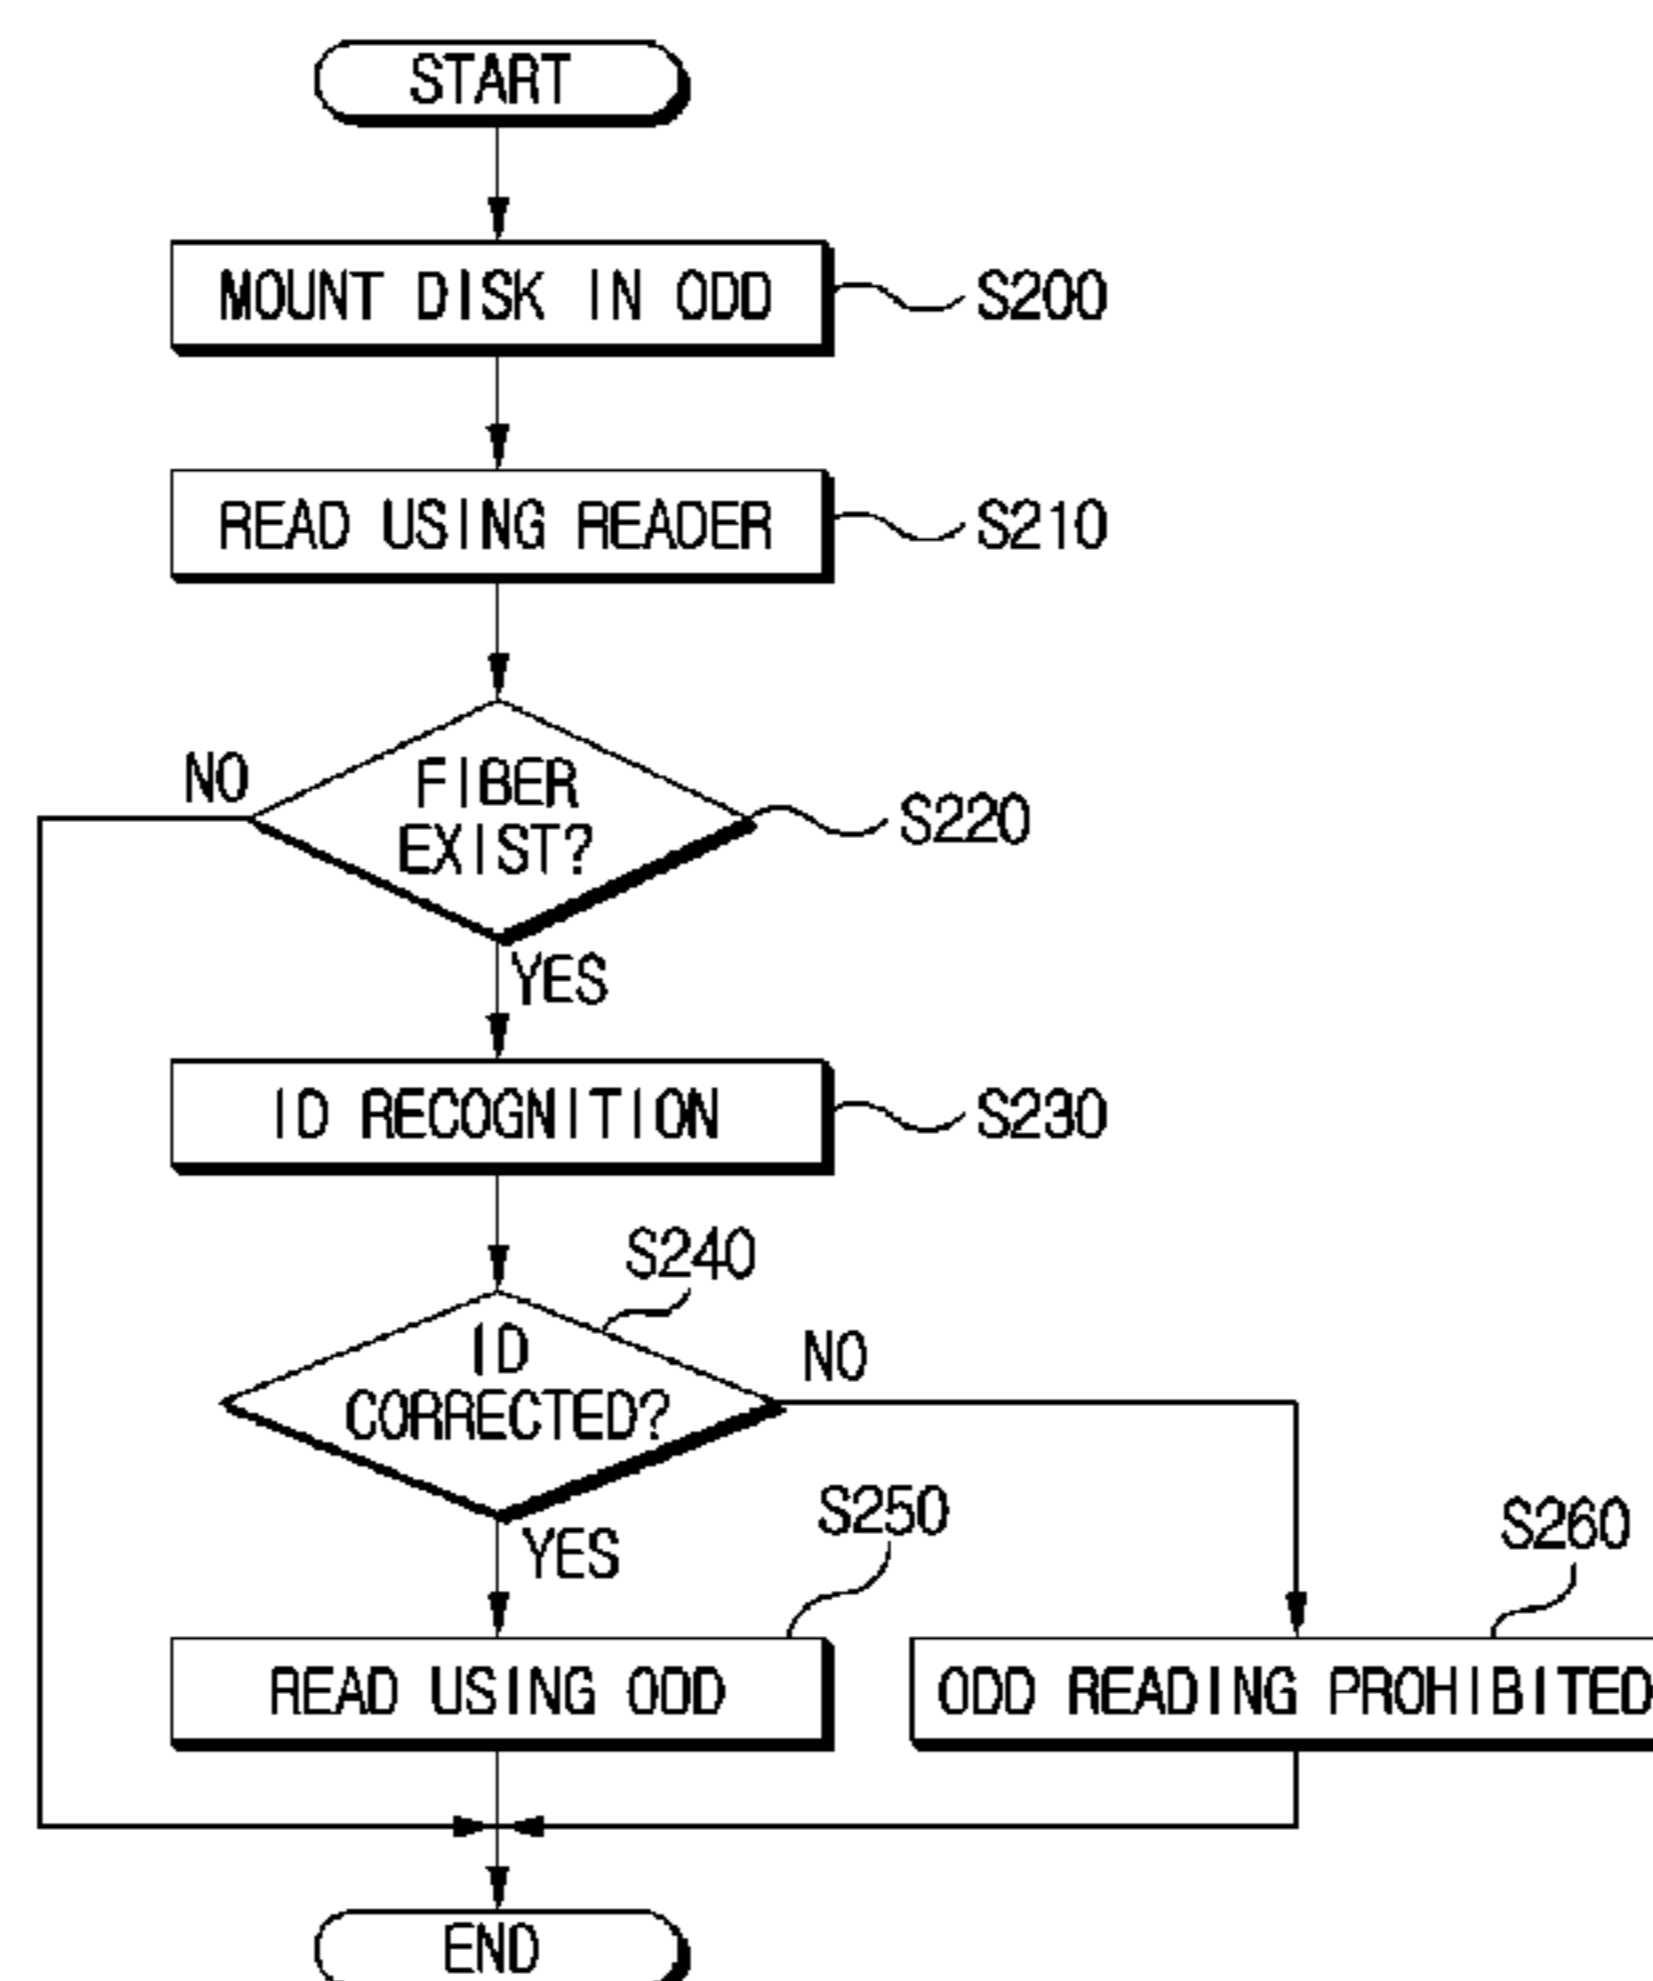 START
MOUNT DISK IN ODD
S200
READ USING READER
S210
NO
FIBER
EXIST?
S220
YES
ID RECOGNITION
S230
S240
ID
CORRECTED?
NO
YES
S250
S260
READ USING ODD
ODD READING PROHIBITED
END